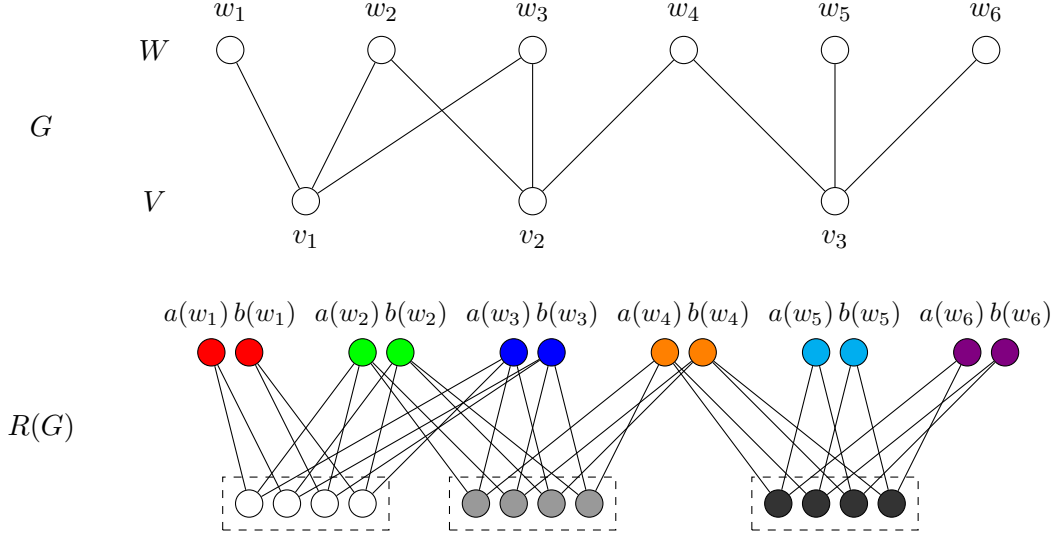 w₁ w₂ w₃ w₄ w₅ w₆
W
G
V
v₁ v₂ v₃
a(w₁) b(w₁) a(w₂) b(w₂) a(w₃) b(w₃) a(w₄) b(w₄) a(w₅) b(w₅) a(w₆) b(w₆)
R(G)